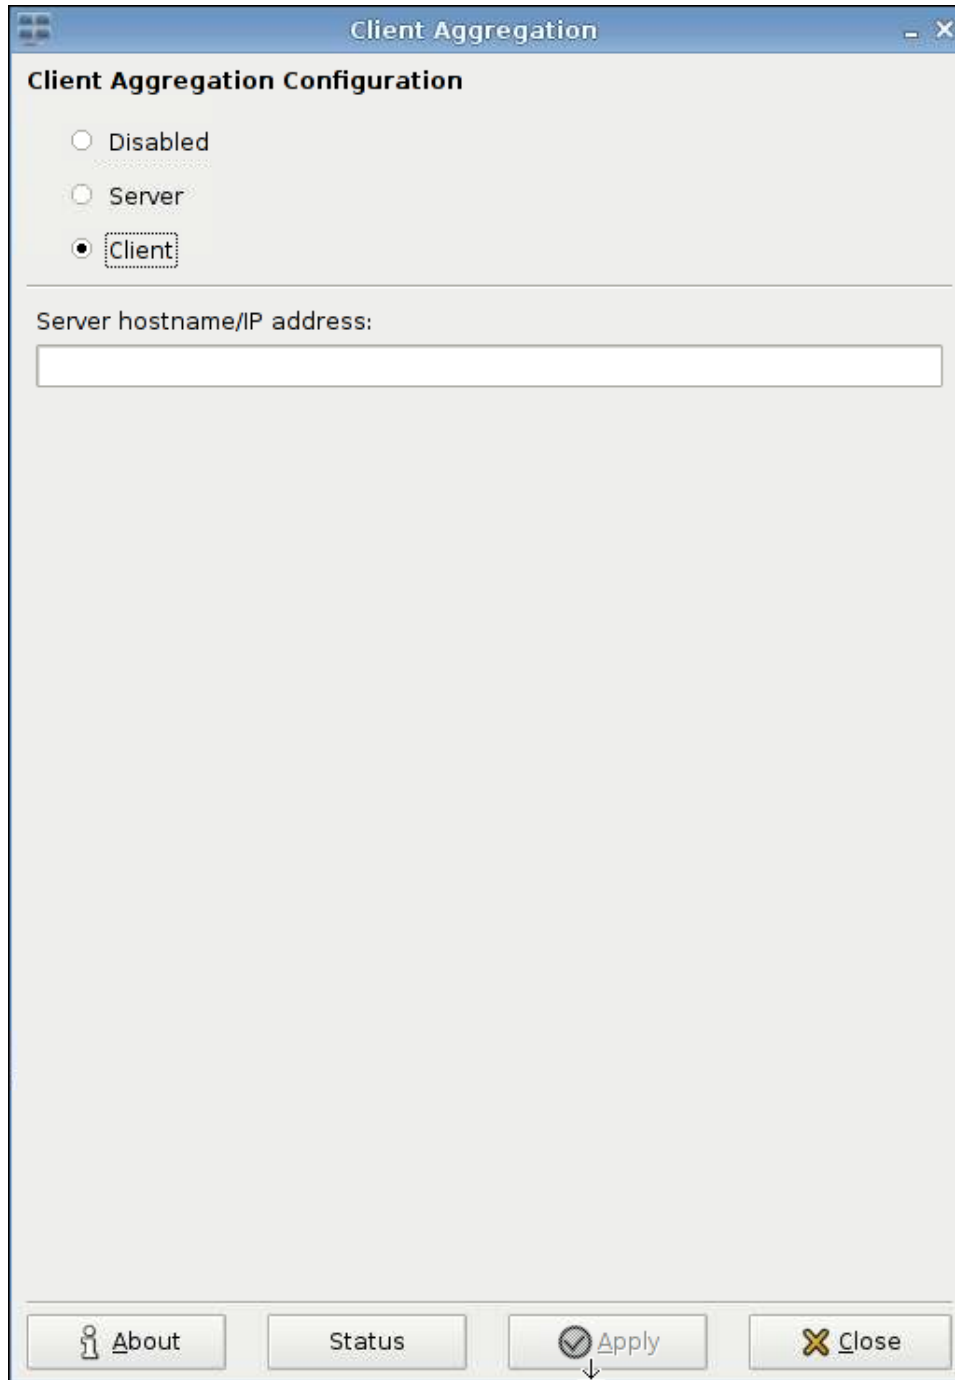 Client Aggregation
Client Aggregation Configuration
Disabled
Server
Client
Server hostname/IP address:
About Status Apply Close